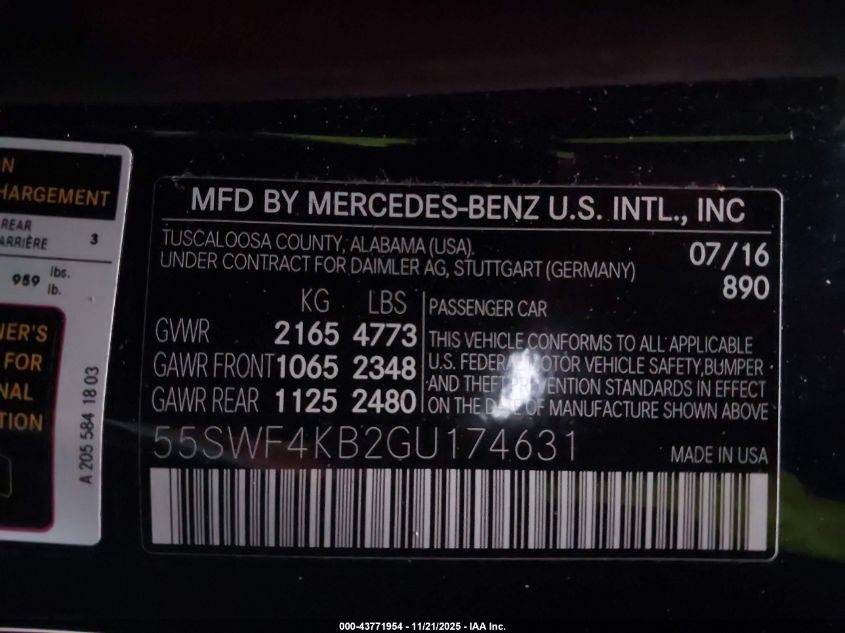 N
HARGEMENT
REAR
ARRIÈRE 3
959 lbs.
lb.
NER'S
FOR
NAL
TION
A 205 584 18 03
MFD BY MERCEDES-BENZ U.S. INTL., INC
TUSCALOOSA COUNTY, ALABAMA (USA).
UNDER CONTRACT FOR DAIMLER AG, STUTTGART (GERMANY)
07/16
890
KG LBS
GVWR 2165 4773
GAWR FRONT 1065 2348
GAWR REAR 1125 2480
PASSENGER CAR
THIS VEHICLE CONFORMS TO ALL APPLICABLE
U.S. FEDERAL MOTOR VEHICLE SAFETY, BUMPER
AND THEFT PREVENTION STANDARDS IN EFFECT
ON THE DATE OF MANUFACTURE SHOWN ABOVE
55SWF4KB2GU174631
MADE IN USA
000-43771954 - 11/21/2025 - IAA Inc.